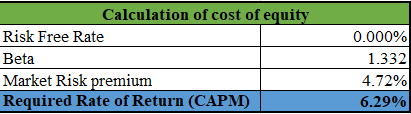 Calculation of cost of equity
Risk Free Rate 0.000%
Beta 1.332
Market Risk premium 4.72%
Required Rate of Return (CAPM) 6.29%